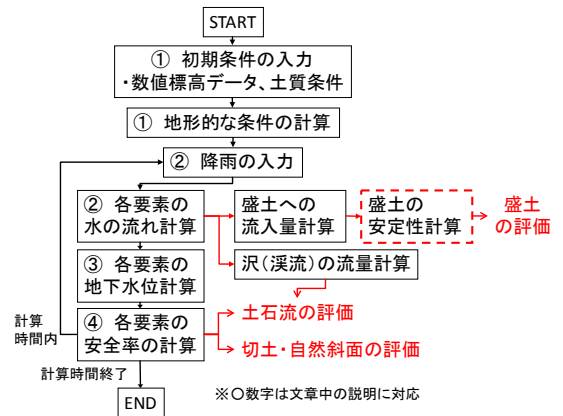 START
① 初期条件の入力
・数値標高データ、土質条件
① 地形的な条件の計算
② 降雨の入力
② 各要素の
水の流れ計算
盛土への
流入量計算
盛土の
安定性計算
盛土
の評価
沢(渓流)の流量計算
③ 各要素の
地下水位計算
土石流の評価
計算
時間内
④ 各要素の
安全率の計算
切土・自然斜面の評価
計算時間終了
END
※〇数字は文章中の説明に対応